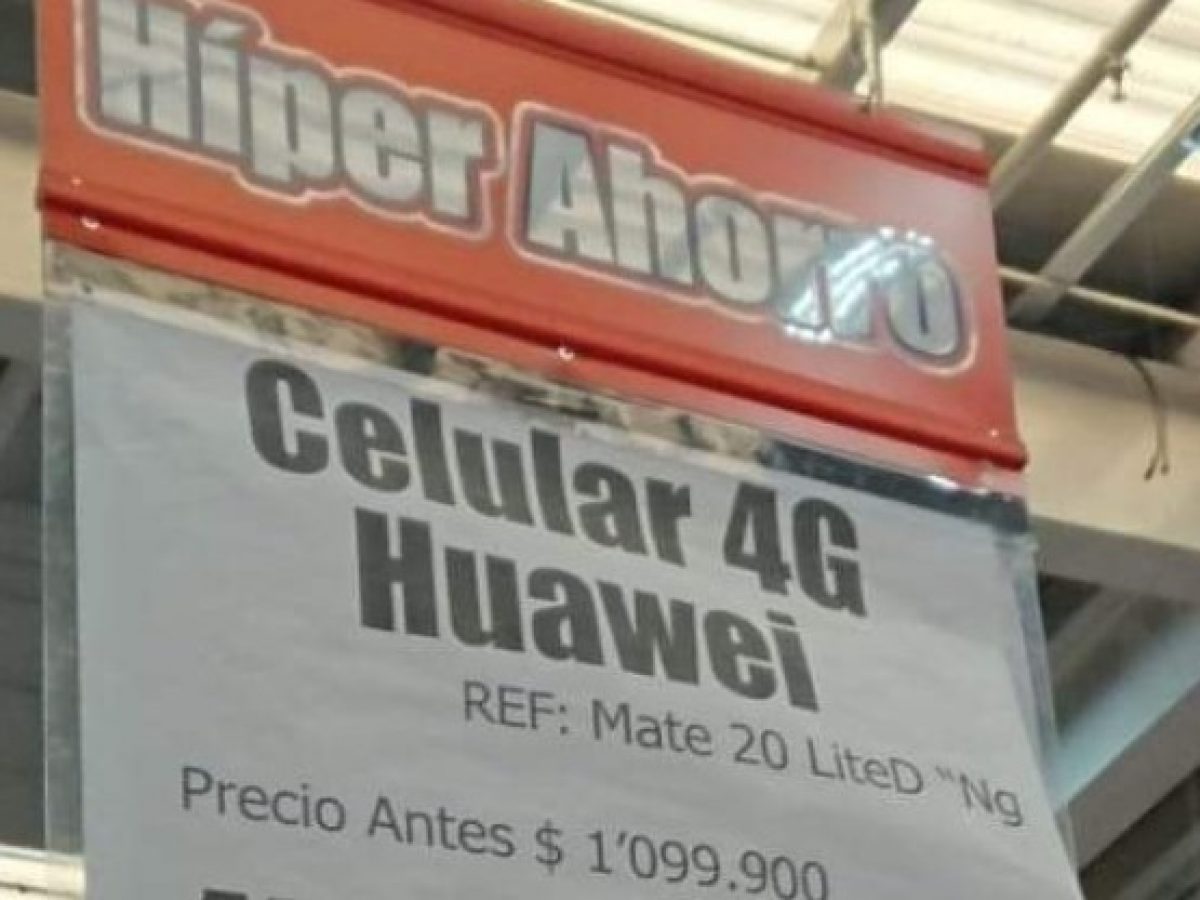 Híper Ahorro
Celular 4G
Huawei
REF: Mate 20 LiteD “Ng
Precio Antes $ 1’099.900